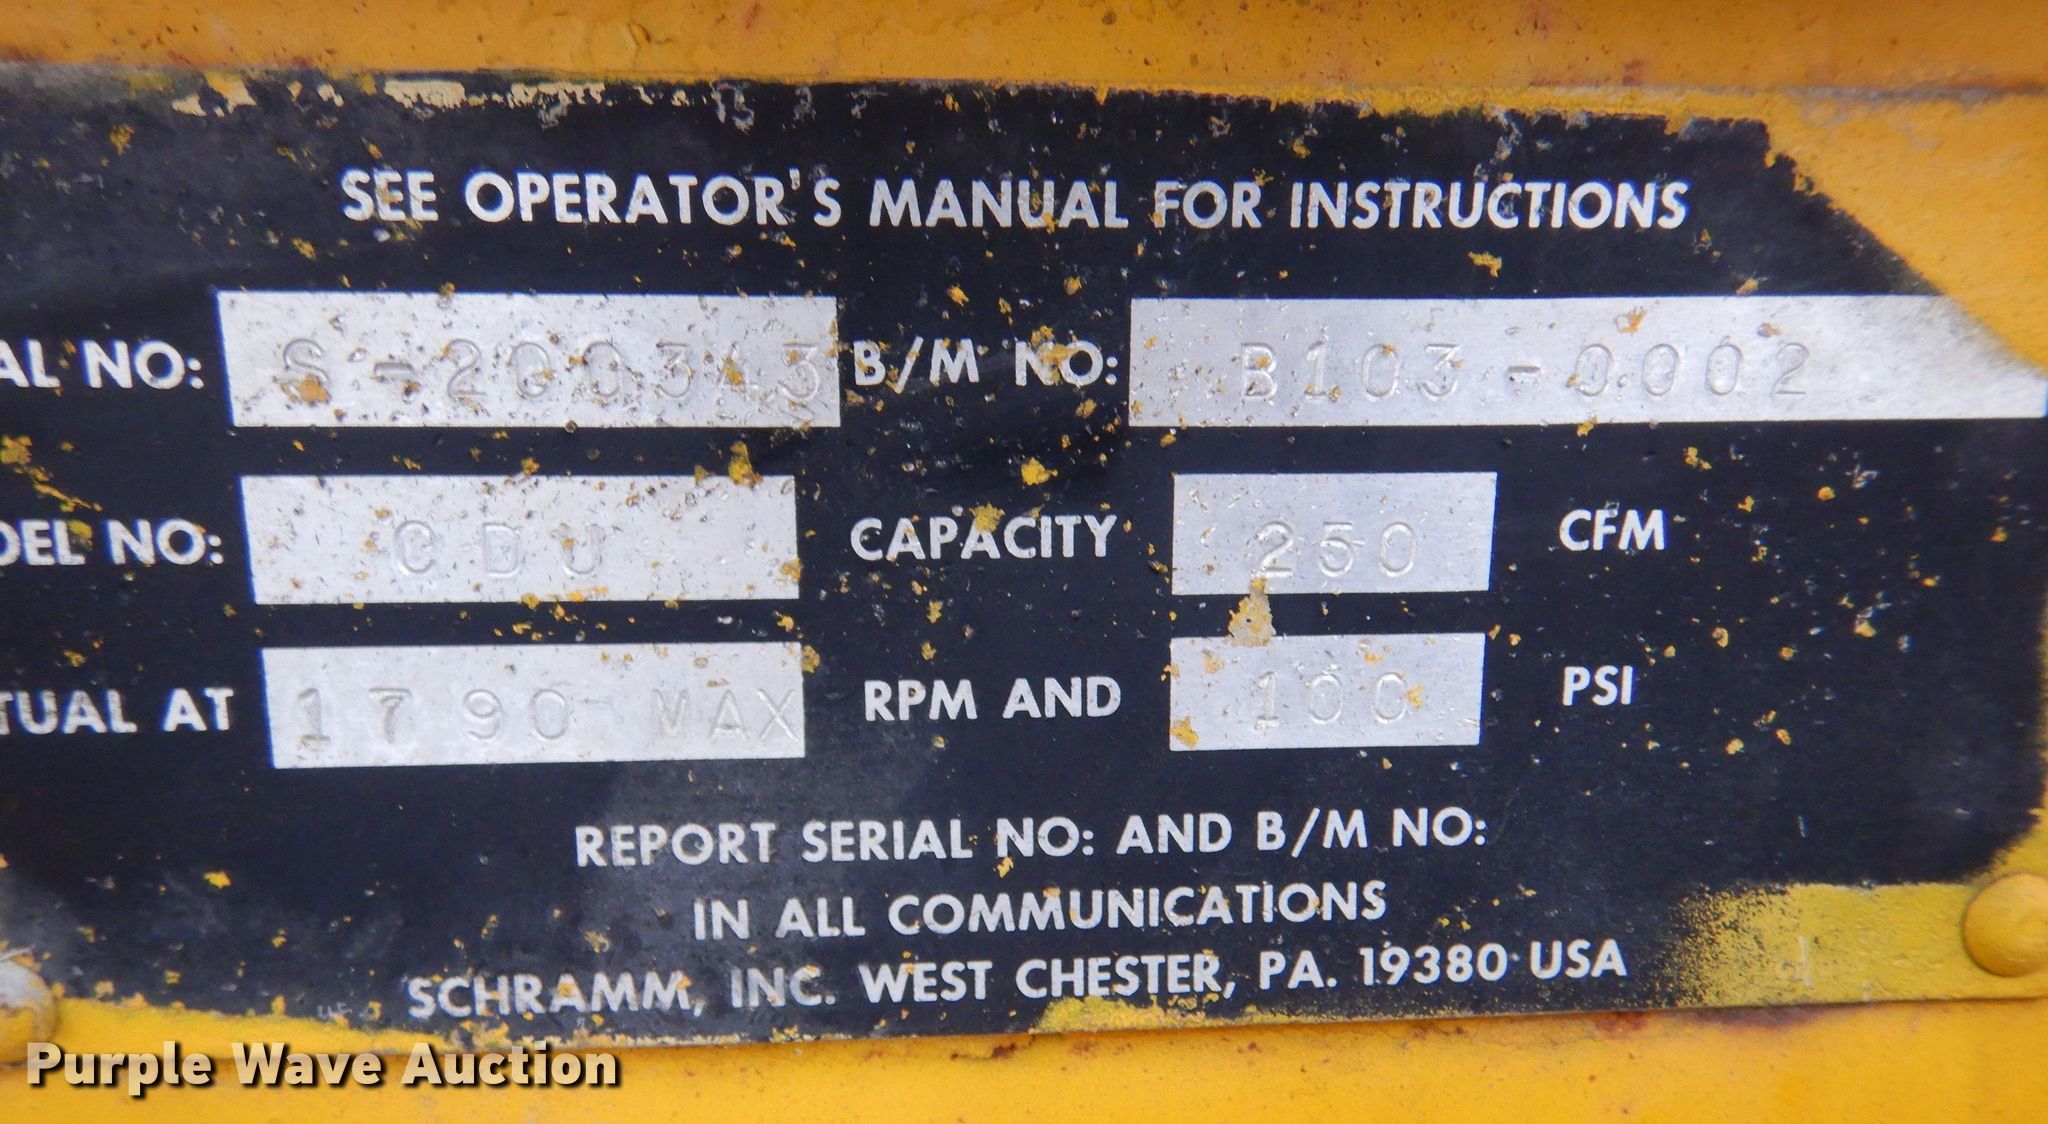 SEE OPERATOR'S MANUAL FOR INSTRUCTIONS
AL NO: S-200343 B/M NO: B103-0002
DEL NO: CDU CAPACITY 250 CFM
TUAL AT 1790 MAX RPM AND 100 PSI
REPORT SERIAL NO: AND B/M NO:
IN ALL COMMUNICATIONS
SCHRAMM, INC. WEST CHESTER, PA. 19380 USA
Purple Wave Auction